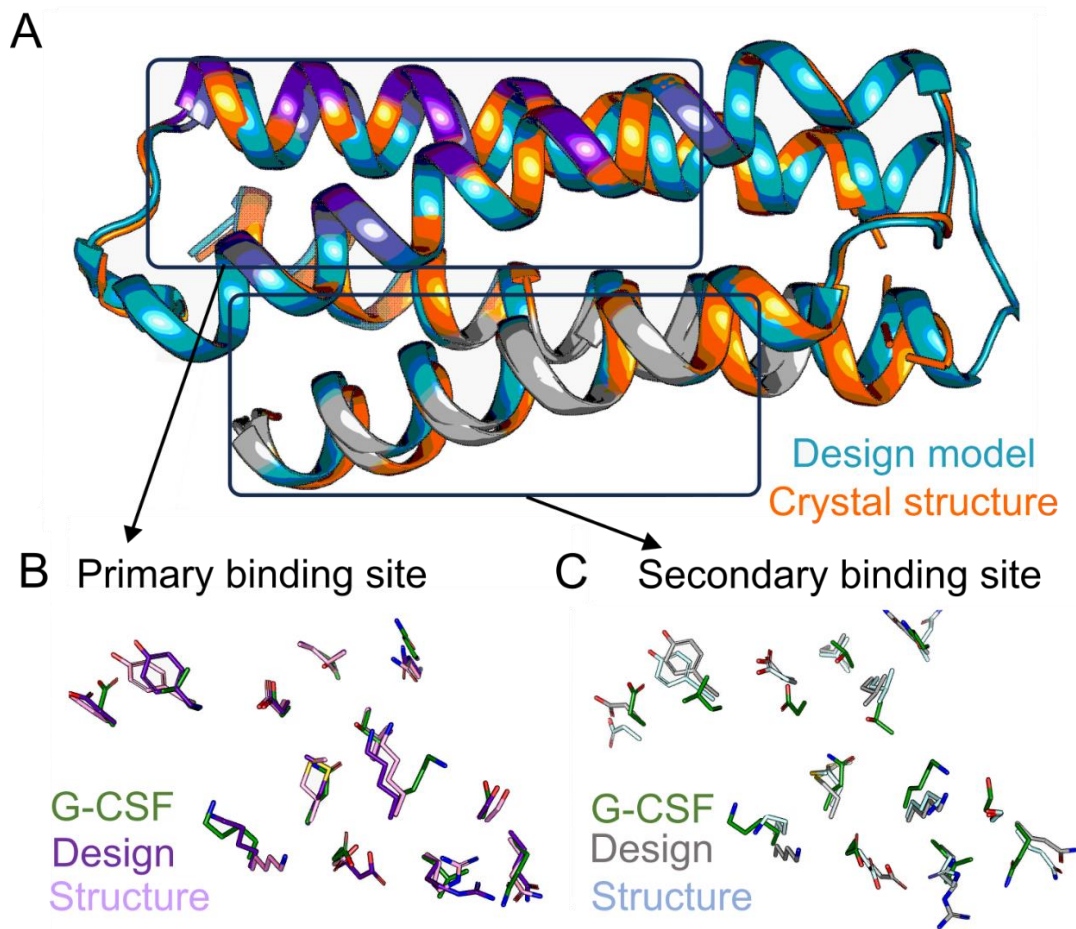 A
Design model
Crystal structure
B Primary binding site
C Secondary binding site
G-CSF
Design
Structure
G-CSF
Design
Structure